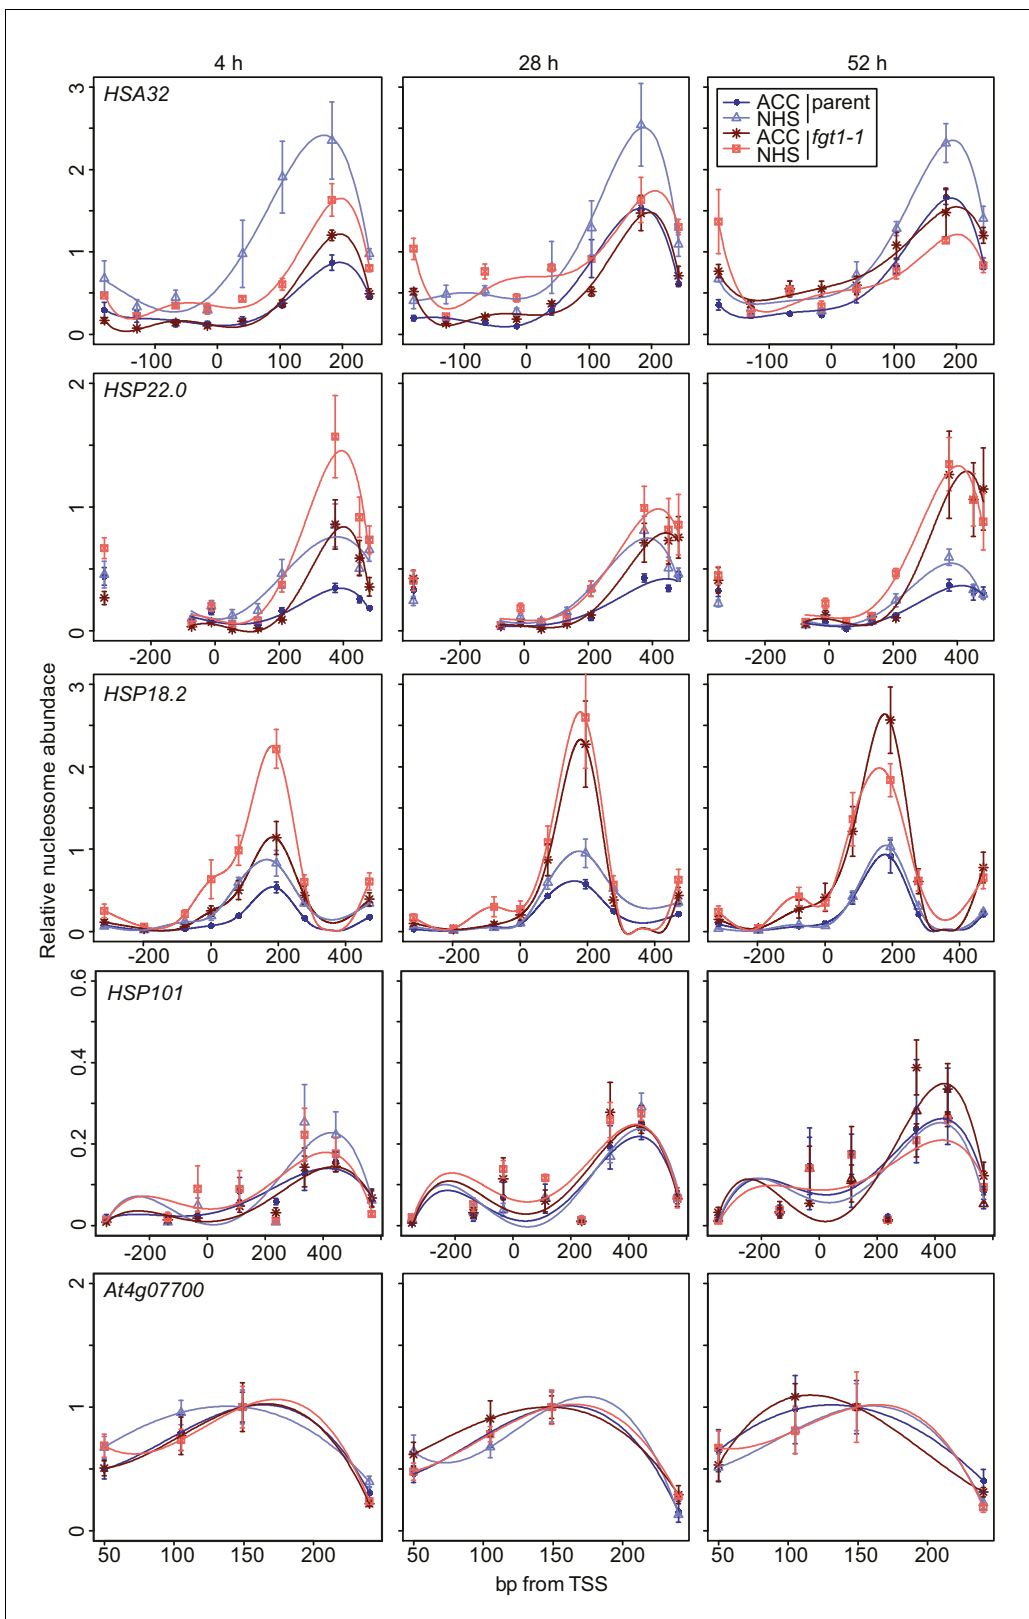 4 h 28 h 52 h
HSA32
ACC parent
NHS
ACC fgt1-1
NHS
3
2
1
0
-100 0 100 200 -100 0 100 200 -100 0 100 200
HSP22.0
2
1
0
-200 0 200 400 -200 0 200 400 -200 0 200 400
Relative nucleosome abundace
HSP18.2
3
2
1
0
-200 0 200 400 -200 0 200 400 -200 0 200 400
HSP101
0.6
0.4
0.2
0
-200 0 200 400 -200 0 200 400 -200 0 200 400
At4g07700
2
1
0
50 100 150 200 50 100 150 200 50 100 150 200
bp from TSS